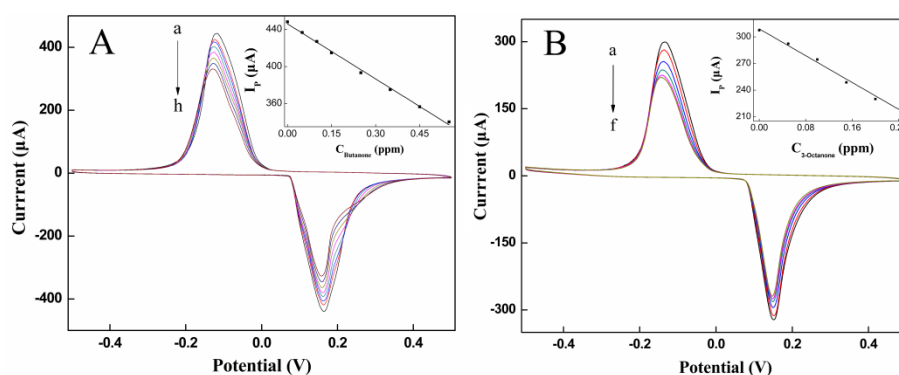 A
a
h
400
200
0
-200
-400
Currrent (μA)
-0.4
-0.2
0.0
0.2
0.4
Potential (V)
440
400
360
I_P (μA)
0.00
0.15
0.30
0.45
C_Butanone (ppm)
B
a
f
300
150
0
-150
-300
Currrent (μA)
-0.4
-0.2
0.0
0.2
0.4
Potential (V)
300
270
240
210
I_P (μA)
0.00
0.08
0.16
C_3-Octanone (ppm)